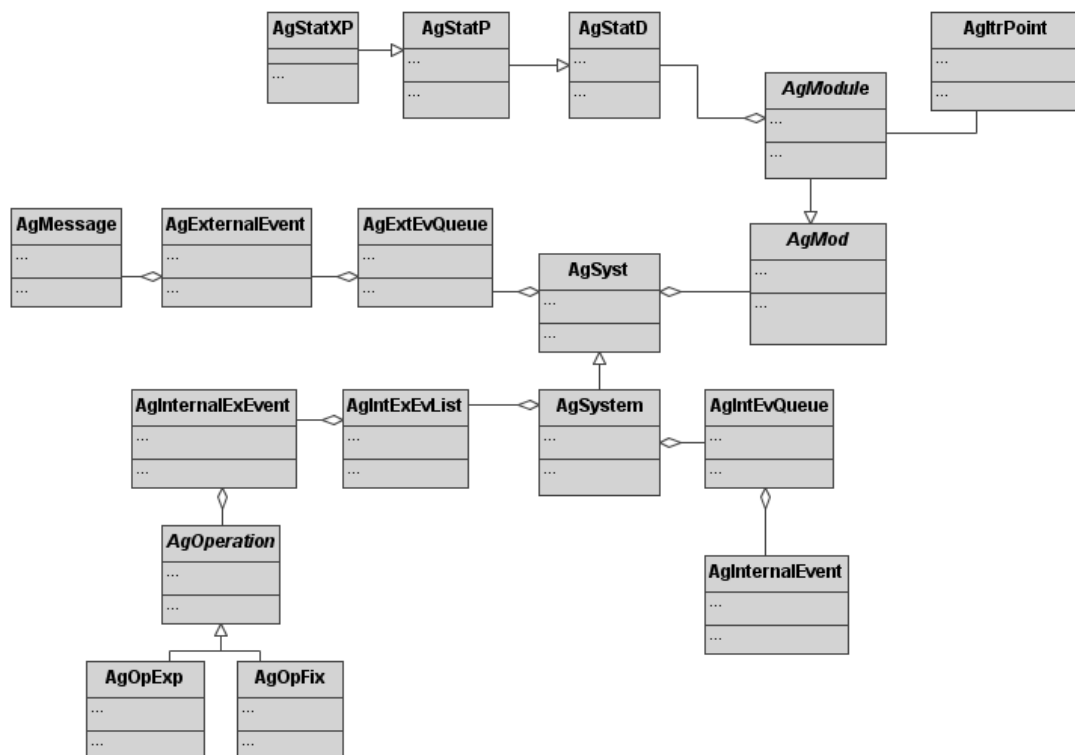 AgStatXP
...
AgStatP
...
...
AgStatD
...
...
AgModule
...
...
AgItrPoint
...
...
AgMessage
...
...
AgExternalEvent
...
...
AgExtEvQueue
...
...
AgSyst
...
...
AgMod
...
...
AgInternalExEvent
...
...
AgIntExEvList
...
...
AgSystem
...
...
AgIntEvQueue
...
...
AgOperation
...
...
AgInternalEvent
...
...
AgOpExp
...
...
AgOpFix
...
...